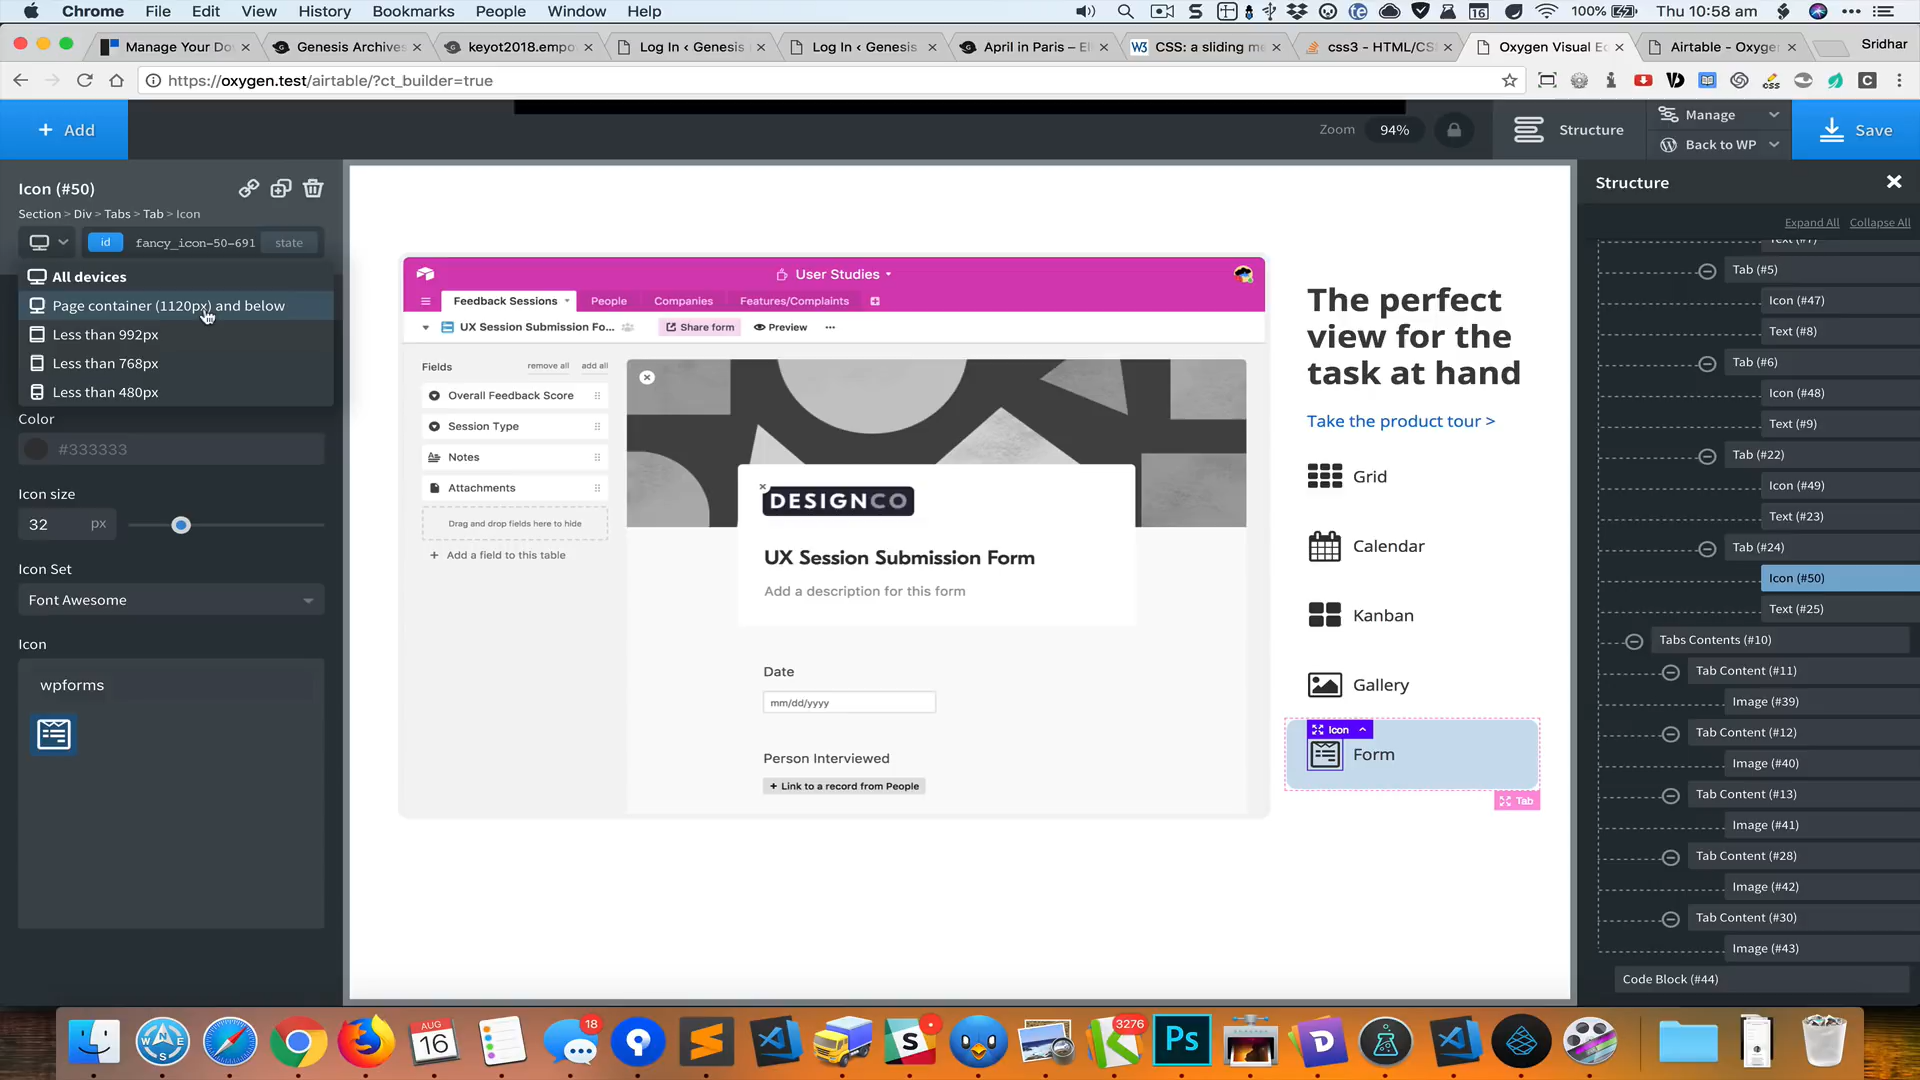 Chrome File Edit View History Bookmarks People Window Help
100% Thu 10:58 am
16
Manage Your Do
Genesis Archives
keyot2018.empo
Log In ‹ Genesis
Log In ‹ Genesis
April in Paris – El
W3 CSS: a sliding me
css3 - HTML/CS
Oxygen Visual E
Airtable - Oxyge
Sridhar
https://oxygen.test/airtable/?ct_builder=true
css
+ Add
Zoom 94%
Structure
Manage
Back to WP
Save
Icon (#50)
Section > Div > Tabs > Tab > Icon
id fancy_icon-50-691 state
All devices
Page container (1120px) and below
Less than 992px
Less than 768px
Less than 480px
Color
#333333
Icon size
32 px
Icon Set
Font Awesome
Icon
wpforms
User Studies
Feedback Sessions People Companies Features/Complaints
UX Session Submission Fo... Share form Preview ...
Fields remove all add all
Overall Feedback Score
Session Type
Notes
Attachments
Drag and drop fields here to hide
+ Add a field to this table
DESIGNCO
UX Session Submission Form
Add a description for this form
Date
mm/dd/yyyy
Person Interviewed
+ Link to a record from People
The perfect
view for the
task at hand
Take the product tour >
Grid
Calendar
Kanban
Gallery
Icon
Form
Tab
Structure
Expand All Collapse All
Text (#7)
Tab (#5)
Icon (#47)
Text (#8)
Tab (#6)
Icon (#48)
Text (#9)
Tab (#22)
Icon (#49)
Text (#23)
Tab (#24)
Icon (#50)
Text (#25)
Tabs Contents (#10)
Tab Content (#11)
Image (#39)
Tab Content (#12)
Image (#40)
Tab Content (#13)
Image (#41)
Tab Content (#28)
Image (#42)
Tab Content (#30)
Image (#43)
Code Block (#44)
AUG
16
18
3276
Ps